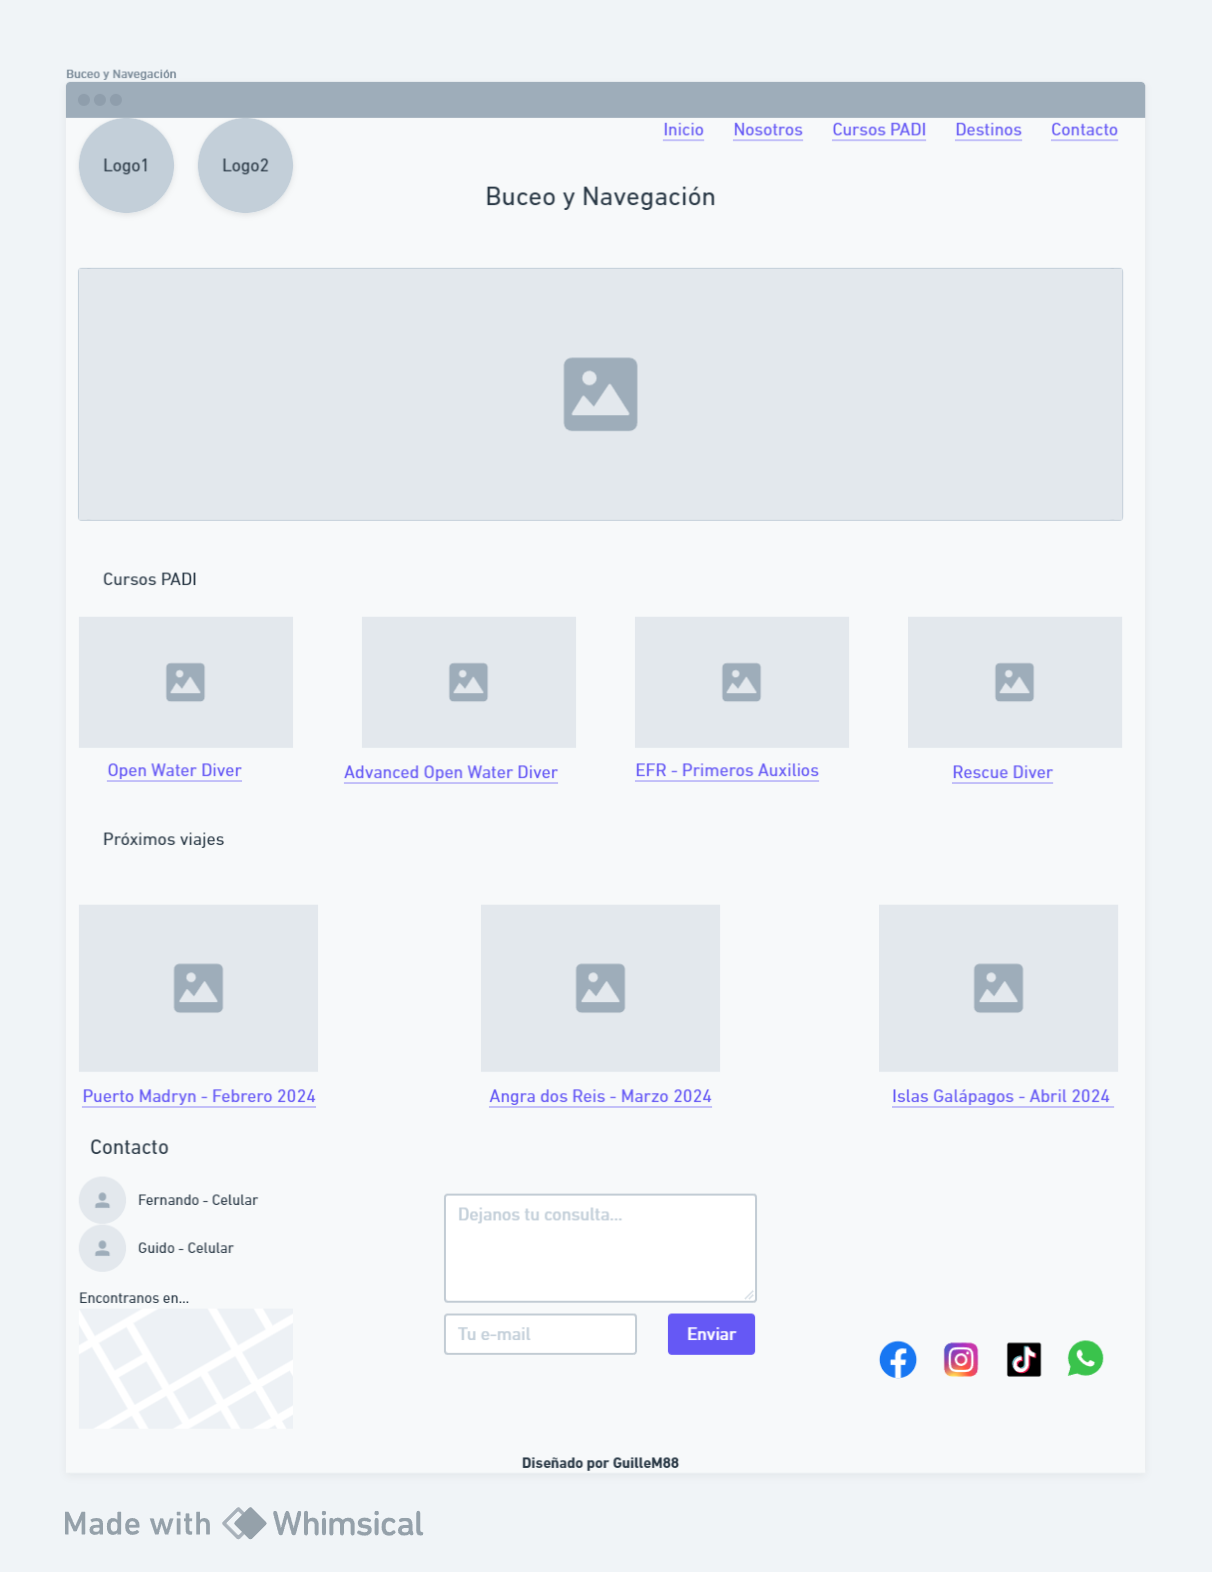 Buceo y Navegación
Logo1
Logo2
Inicio
Nosotros
Cursos PADI
Destinos
Contacto
Buceo y Navegación
Cursos PADI
Open Water Diver
Advanced Open Water Diver
EFR - Primeros Auxilios
Rescue Diver
Próximos viajes
Puerto Madryn - Febrero 2024
Angra dos Reis - Marzo 2024
Islas Galápagos - Abril 2024
Contacto
Fernando - Celular
Guido - Celular
Encontranos en...
Dejanos tu consulta...
Tu e-mail
Enviar
Diseñado por GuilleM88
Made with Whimsical